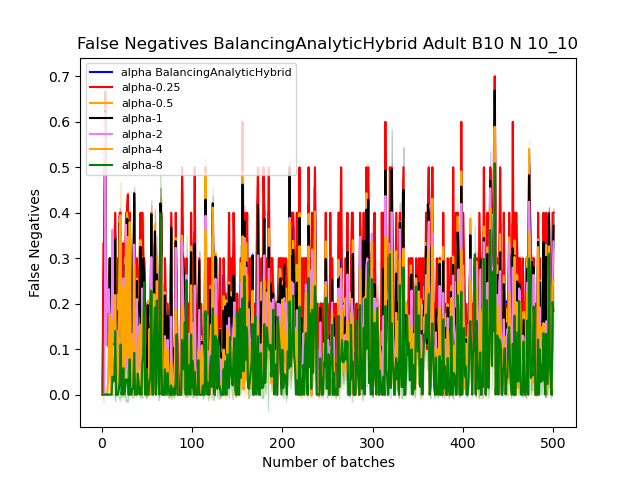 False Negatives BalancingAnalyticHybrid Adult B10 N 10_10
alpha BalancingAnalyticHybrid
alpha-0.25
alpha-0.5
alpha-1
alpha-2
alpha-4
alpha-8
0.7
0.6
0.5
0.4
0.3
0.2
0.1
0.0
False Negatives
0 100 200 300 400 500
Number of batches